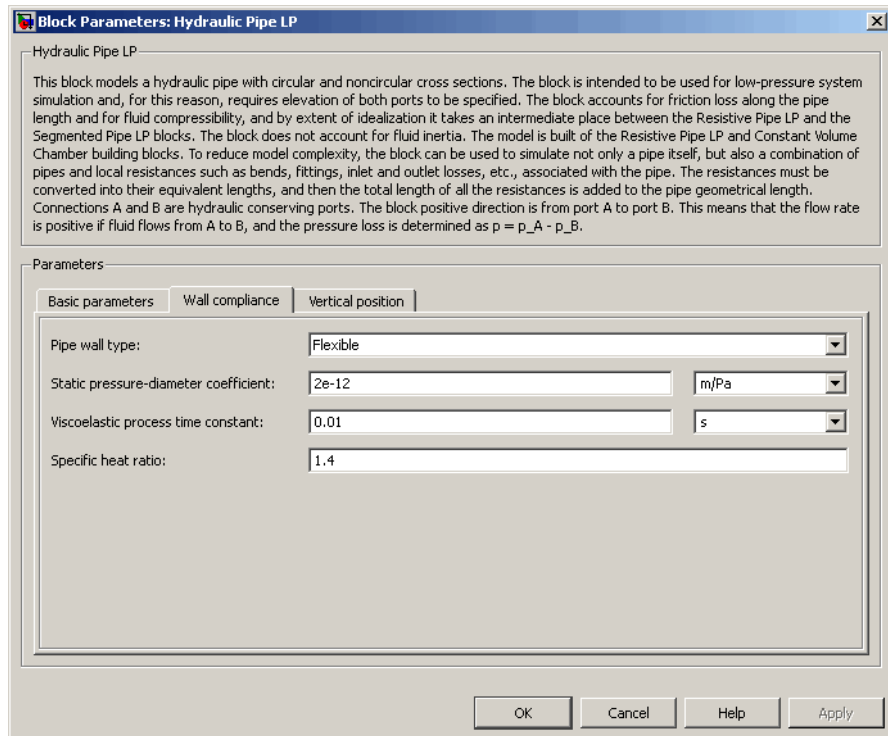 Block Parameters: Hydraulic Pipe LP
Hydraulic Pipe LP
This block models a hydraulic pipe with circular and noncircular cross sections. The block is intended to be used for low-pressure system
simulation and, for this reason, requires elevation of both ports to be specified. The block accounts for friction loss along the pipe
length and for fluid compressibility, and by extent of idealization it takes an intermediate place between the Resistive Pipe LP and the
Segmented Pipe LP blocks. The block does not account for fluid inertia. The model is built of the Resistive Pipe LP and Constant Volume
Chamber building blocks. To reduce model complexity, the block can be used to simulate not only a pipe itself, but also a combination of
pipes and local resistances such as bends, fittings, inlet and outlet losses, etc., associated with the pipe. The resistances must be
converted into their equivalent lengths, and then the total length of all the resistances is added to the pipe geometrical length.
Connections A and B are hydraulic conserving ports. The block positive direction is from port A to port B. This means that the flow rate
is positive if fluid flows from A to B, and the pressure loss is determined as p = p_A - p_B.
Parameters
Basic parameters Wall compliance Vertical position
Pipe wall type: Flexible
Static pressure-diameter coefficient: 2e-12 m/Pa
Viscoelastic process time constant: 0.01 s
Specific heat ratio: 1.4
OK Cancel Help Apply